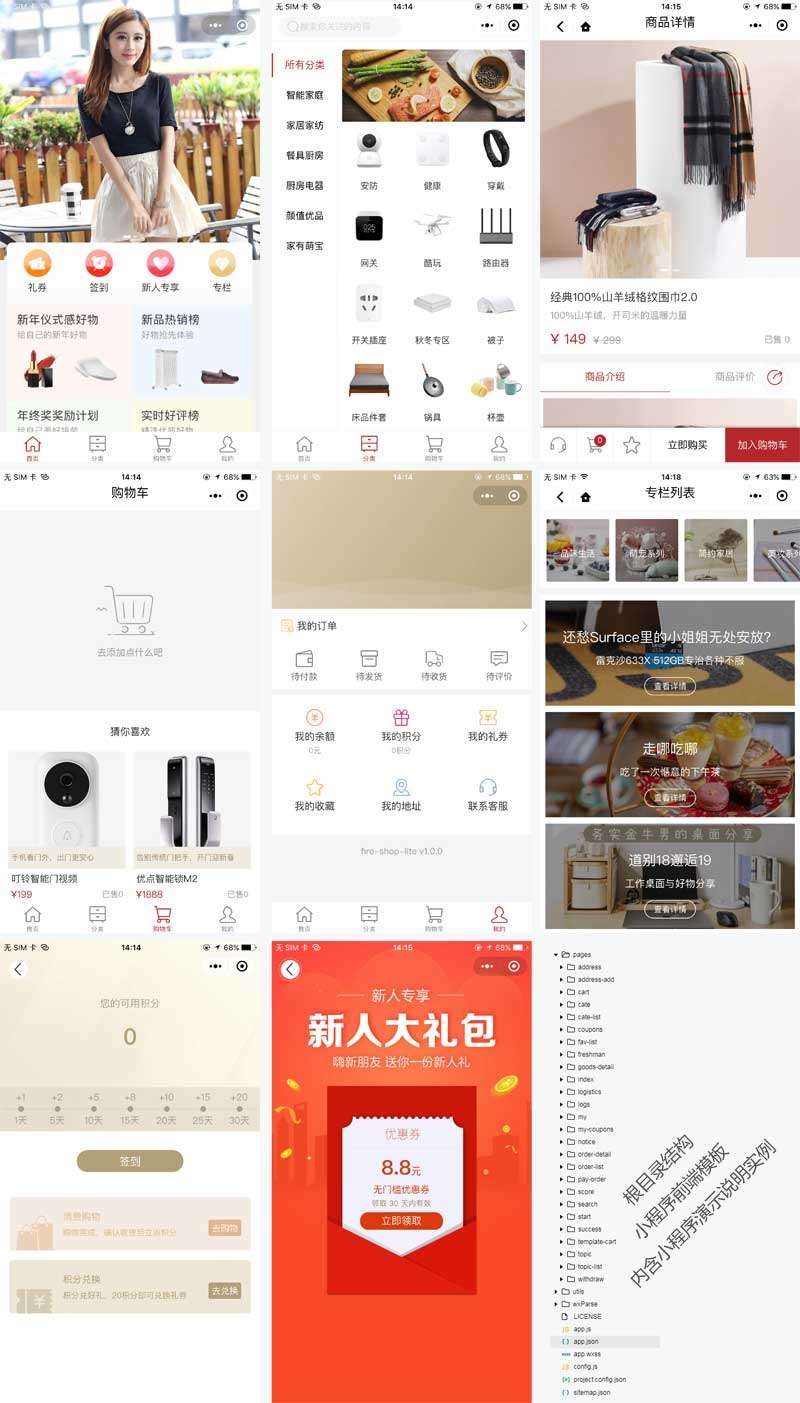 无 SIM 卡
礼券
签到
新人专享
专栏
新年仪式感好物
给自己的新年好物
新品热销榜
好物抢先体验
年终奖奖励计划
实时好评榜
首页
分类
购物车
我的
无 SIM 卡
14:14
68%
搜索你关注的内容
所有分类
智能家庭
家居家纺
餐具厨房
厨房电器
颜值优品
家有萌宝
安防
健康
穿戴
网关
酷玩
路由器
开关插座
秋冬专区
被子
床品件套
锅具
杯壶
首页
分类
购物车
我的
无 SIM 卡
14:15
68%
商品详情
经典100%山羊绒格纹围巾2.0
100%山羊绒，开司米的温暖力量
¥ 149 ¥ 299
已售 0
商品介绍
商品评价
0
立即购买
加入购物车
无 SIM 卡
14:14
68%
购物车
去添加点什么吧
猜你喜欢
手机看门外，出门更安心
告别传统门把手，开门迎新春
叮铃智能门视频
优点智能锁M2
¥199
已售0
¥1888
已售0
首页
分类
购物车
我的
无 SIM 卡
14:14
68%
我的订单
待付款
待发货
待收货
待评价
我的余额
0元
我的积分
0积分
我的礼券
我的收藏
我的地址
联系客服
fire-shop-lite v1.0.0
首页
分类
购物车
我的
无 SIM 卡
14:18
63%
专栏列表
品味生活
萌宠系列
简约家居
美妆系列
还愁Surface里的小姐姐无处安放?
雷克沙633X 512GB专治各种不服
查看详情
走哪吃哪
吃了一次惬意的下午茶
查看详情
务实金牛男的桌面分享
道别18邂逅19
工作桌面与好物分享
查看详情
无 SIM 卡
14:14
68%
您的可用积分
0
+1
+2
+5
+8
+10
+15
+20
1天
5天
10天
15天
20天
25天
30天
签到
消费购物
购物完成，确认收货后立返积分
去购物
积分兑换
积分兑好礼，20积分即可兑换礼券
去兑换
无 SIM 卡
14:15
68%
新人专享
新人大礼包
嗨新朋友 送你一份新人礼
优惠券
8.8元
无门槛优惠券
领取 30 天内有效
立即领取
pages
address
address-add
cart
cate
cate-list
coupons
fav-list
freshman
goods-detail
index
logistics
logs
my
my-coupons
notice
order-detail
order-list
pay-order
score
search
start
success
template-cart
topic
topic-list
withdraw
utils
wxParse
LICENSE
app.js
app.json
app.wxss
config.js
project.config.json
sitemap.json
根目录结构
小程序前端模板
内含小程序演示说明实例